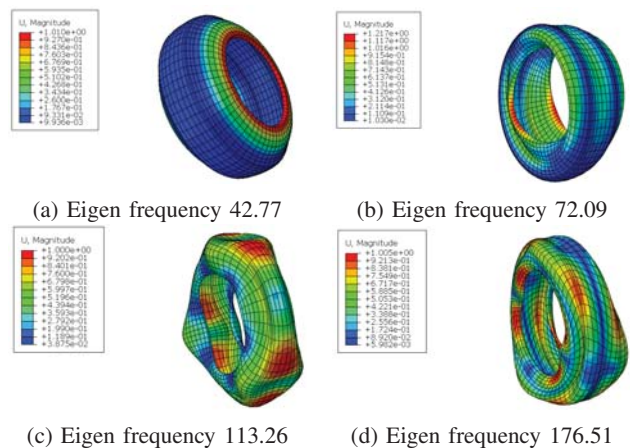 U, Magnitude
+1.010e+00
+9.270e-01
+8.436e-01
+7.603e-01
+6.769e-01
+5.935e-01
+5.102e-01
+4.268e-01
+3.434e-01
+2.600e-01
+1.767e-01
+9.331e-02
+9.936e-03
U, Magnitude
+1.217e+00
+1.117e+00
+1.016e+00
+9.154e-01
+8.148e-01
+7.143e-01
+6.137e-01
+5.131e-01
+4.126e-01
+3.120e-01
+2.114e-01
+1.109e-01
+1.030e-02
(a) Eigen frequency 42.77
(b) Eigen frequency 72.09
U, Magnitude
+1.000e+00
+9.202e-01
+8.401e-01
+7.600e-01
+6.798e-01
+5.997e-01
+5.196e-01
+4.394e-01
+3.593e-01
+2.792e-01
+1.990e-01
+1.189e-01
+3.875e-02
U, Magnitude
+1.005e+00
+9.213e-01
+8.381e-01
+7.549e-01
+6.717e-01
+5.885e-01
+5.053e-01
+4.221e-01
+3.388e-01
+2.556e-01
+1.724e-01
+8.920e-02
+5.982e-03
(c) Eigen frequency 113.26
(d) Eigen frequency 176.51